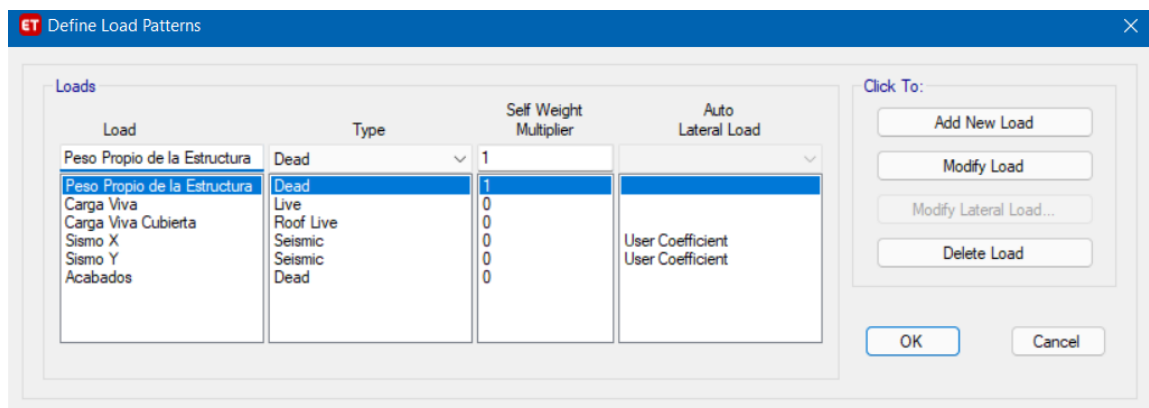 ET Define Load Patterns
Loads
Load Type Self Weight Multiplier Auto Lateral Load
Peso Propio de la Estructura Dead 1
Peso Propio de la Estructura Dead 1
Carga Viva Live 0
Carga Viva Cubierta Roof Live 0
Sismo X Seismic 0 User Coefficient
Sismo Y Seismic 0 User Coefficient
Acabados Dead 0
Click To:
Add New Load
Modify Load
Modify Lateral Load...
Delete Load
OK Cancel